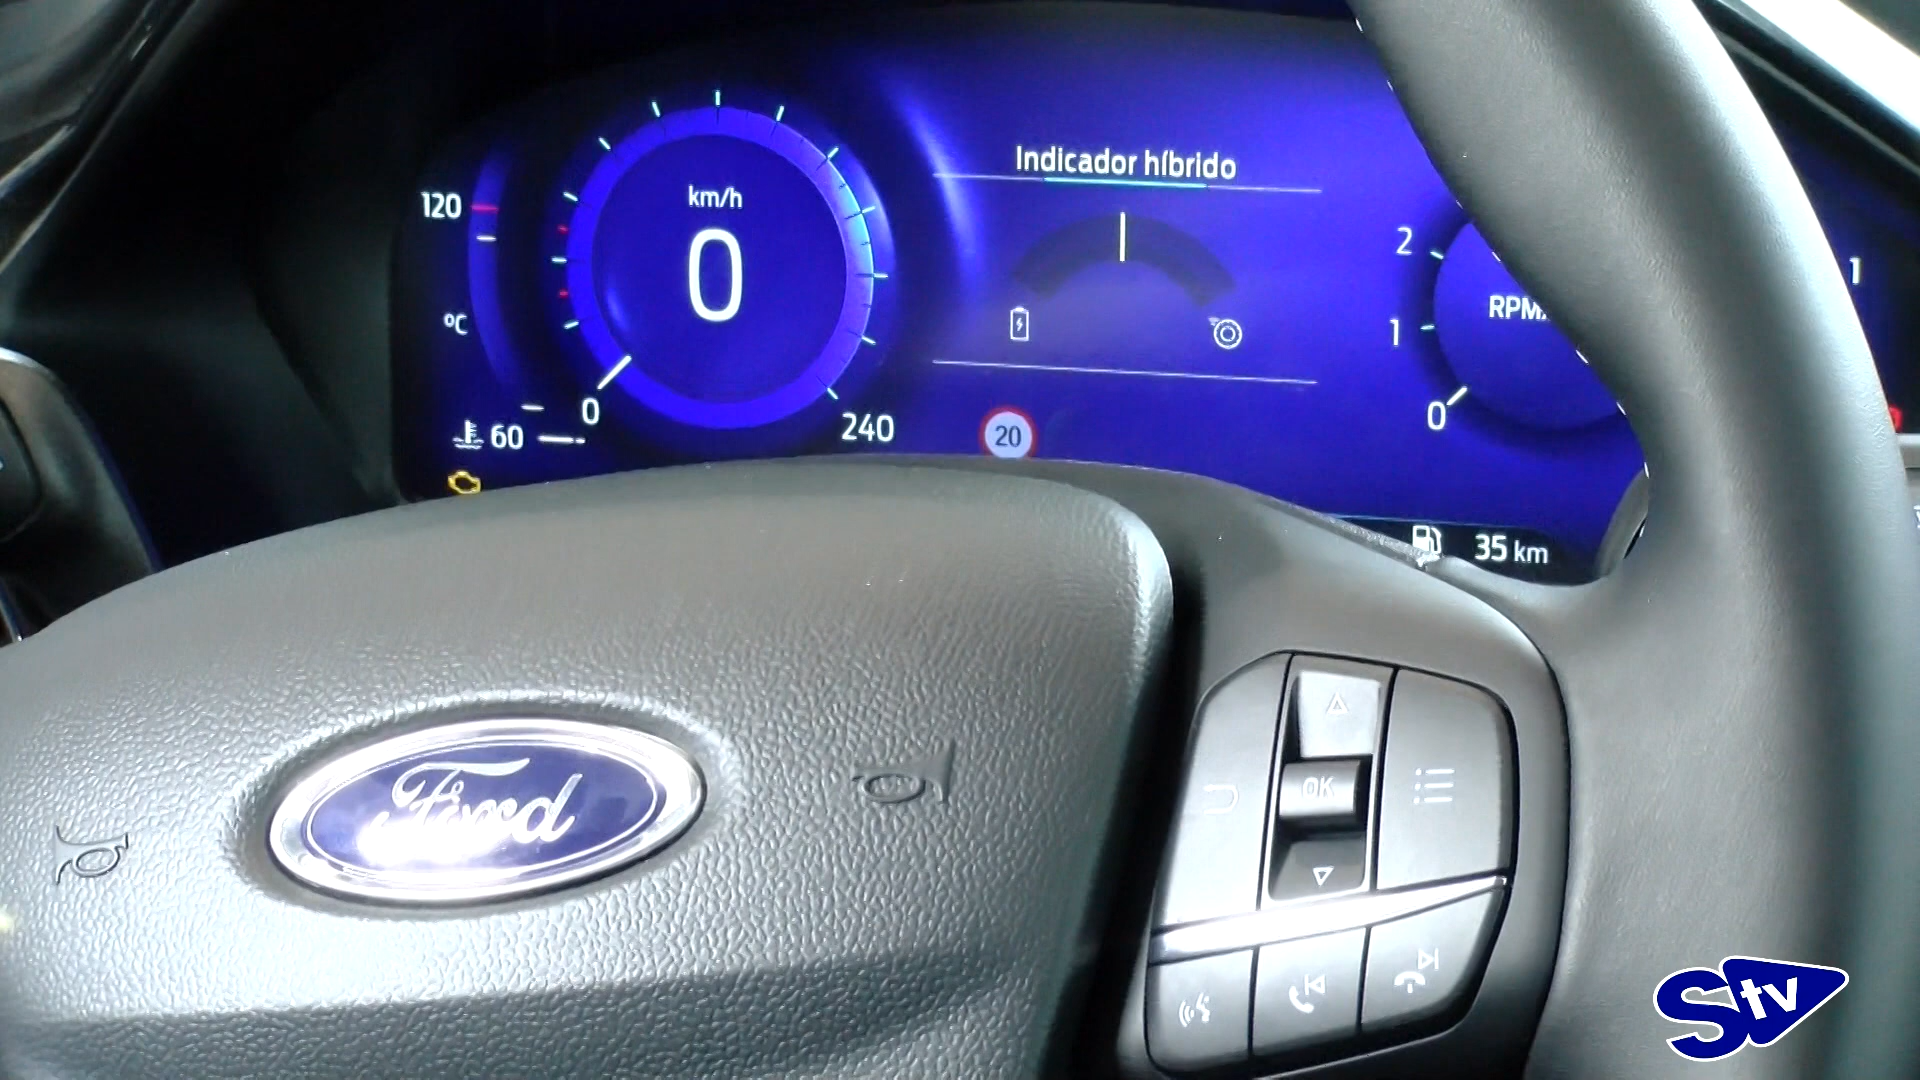 Indicador híbrido
120
km/h
0
°C
60
0
240
20
2
1
0
RPM
1
35 km
Ford
OK
Stv